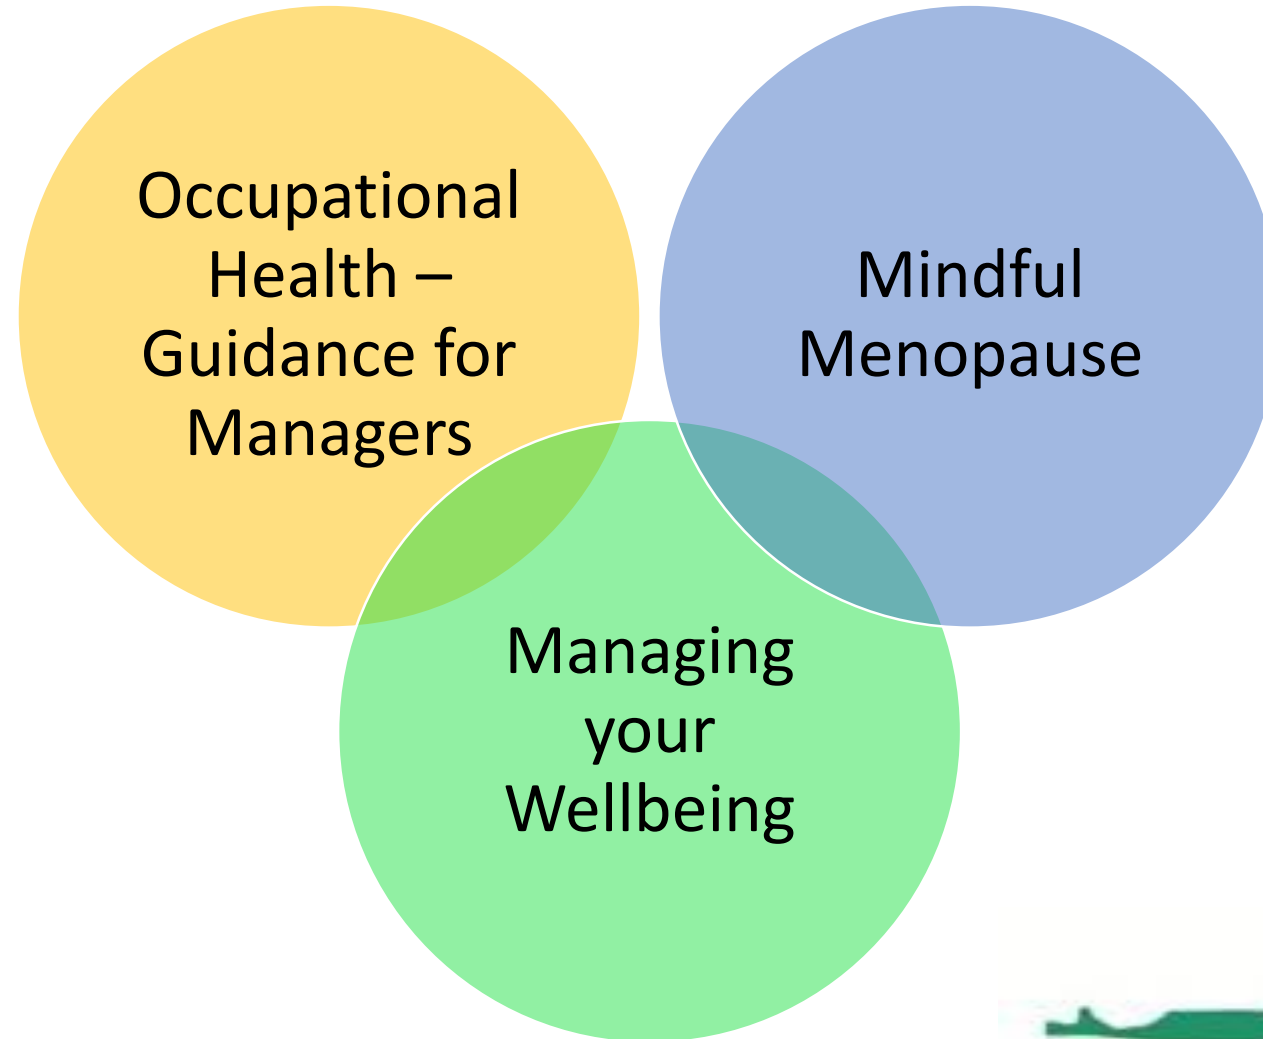 Occupational
Health –
Guidance for
Managers
Mindful
Menopause
Managing
your
Wellbeing